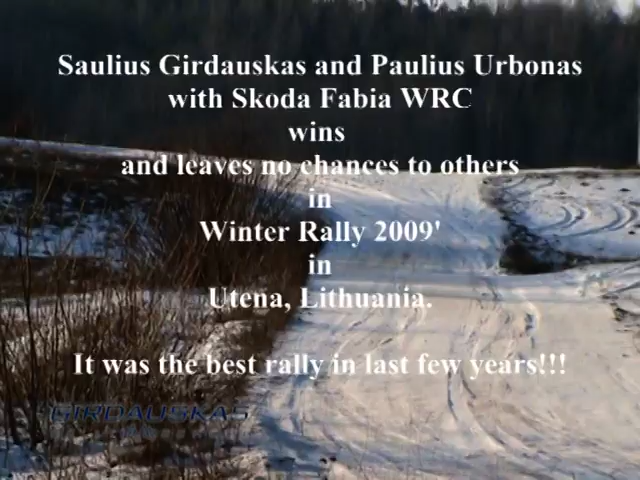 Saulius Girdauskas and Paulius Urbonas
with Skoda Fabia WRC
wins
and leaves no chances to others
in
Winter Rally 2009'
in
Utena, Lithuania.
It was the best rally in last few years!!!
GIRDAUSKAS